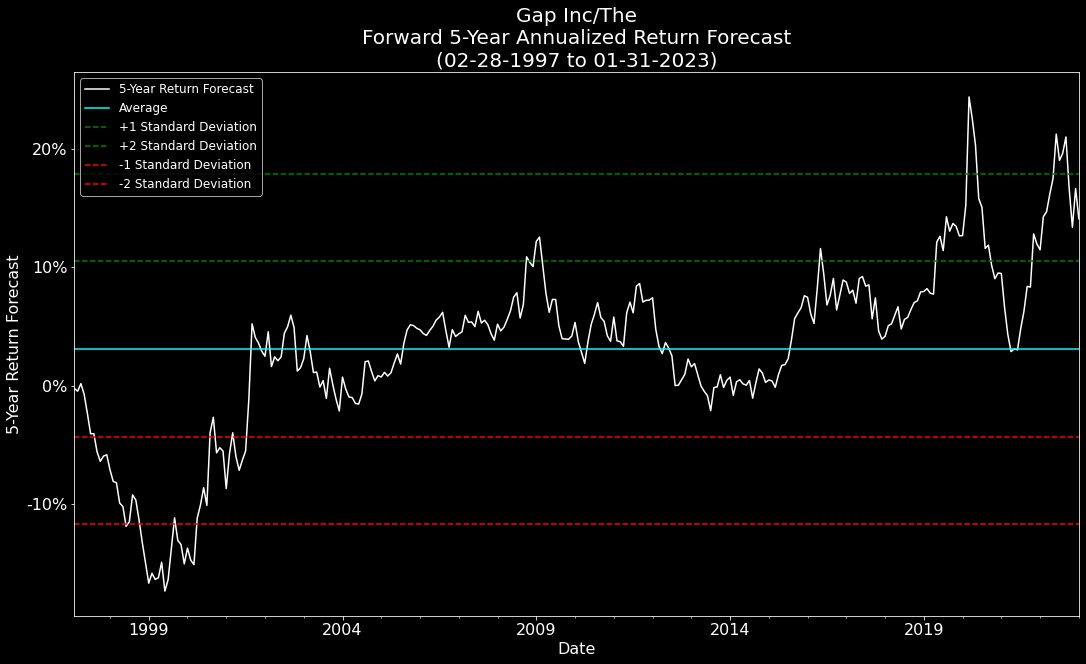 Gap Inc/The
Forward 5-Year Annualized Return Forecast
(02-28-1997 to 01-31-2023)
5-Year Return Forecast
Average
+1 Standard Deviation
+2 Standard Deviation
-1 Standard Deviation
-2 Standard Deviation
5-Year Return Forecast
20%
10%
0%
-10%
1999
2004
2009
2014
2019
Date